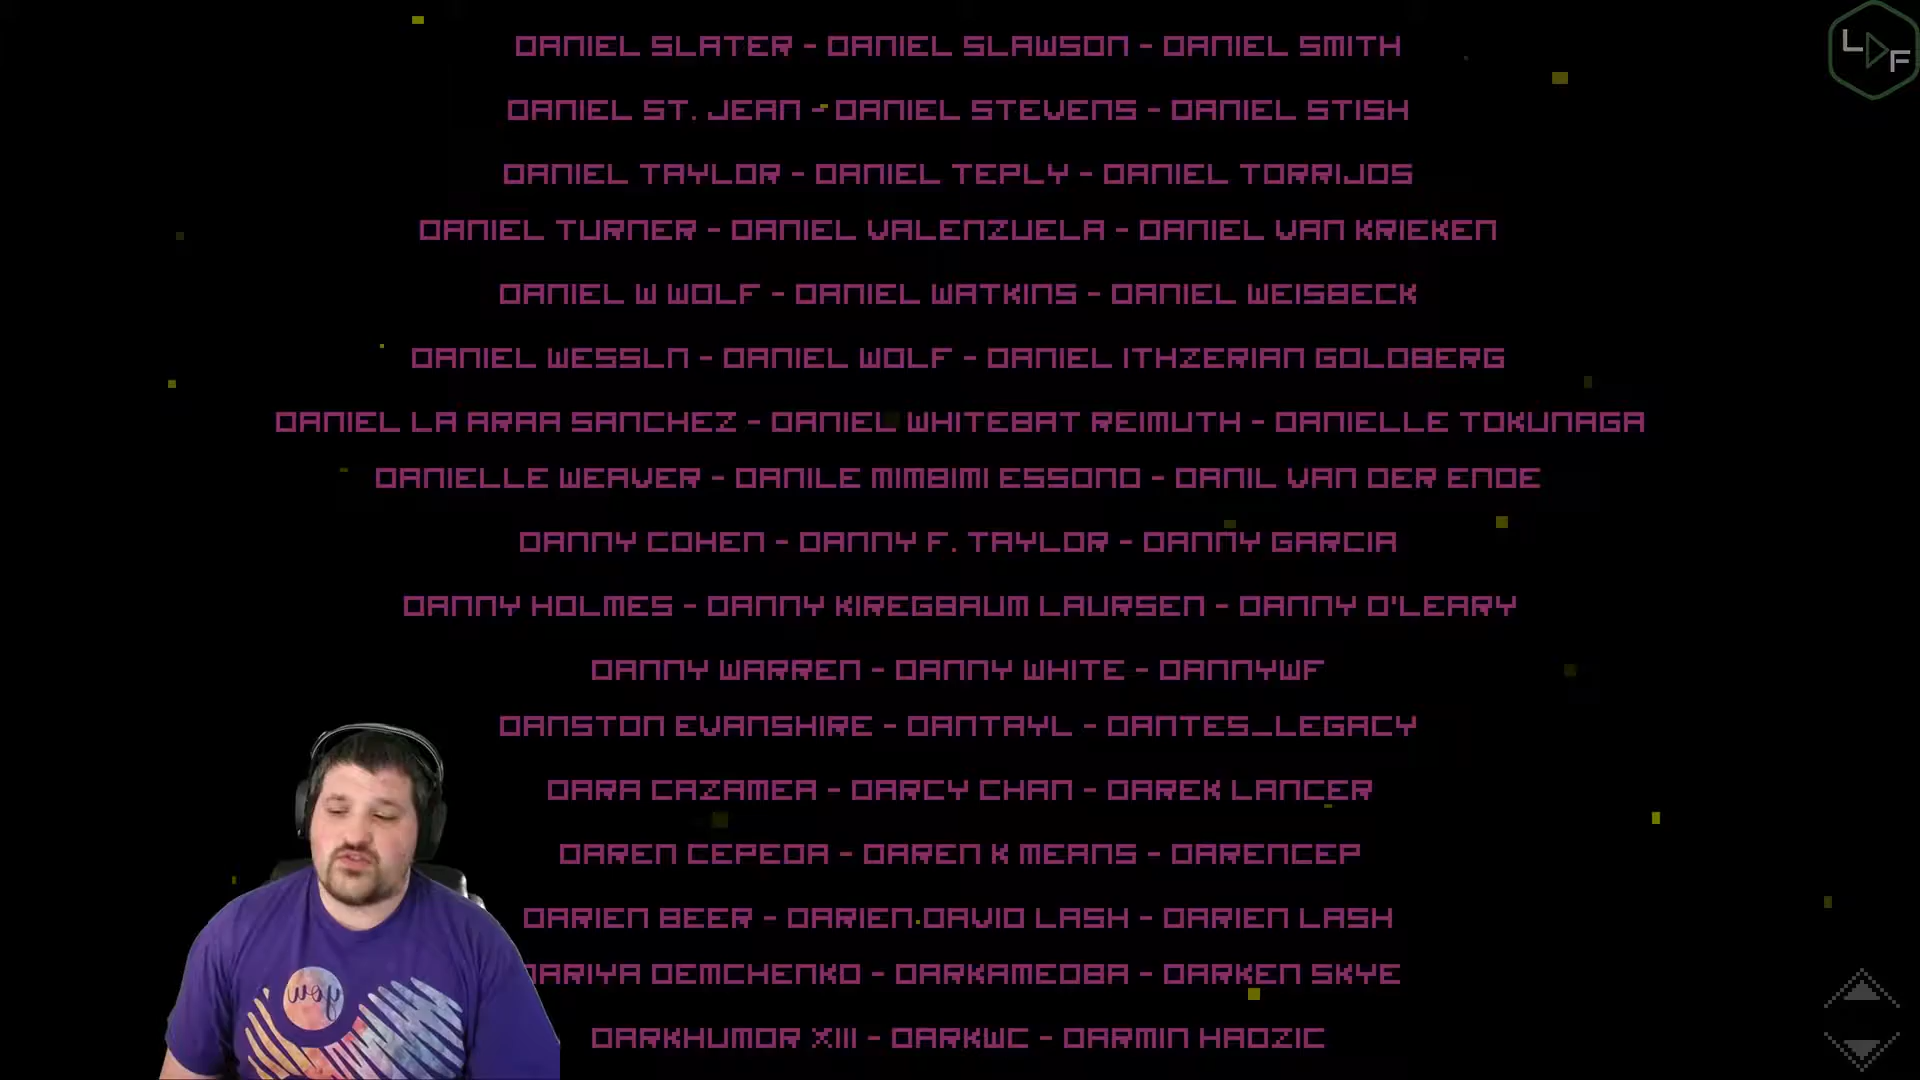 DANIEL SLATER - DANIEL SLAWSON - DANIEL SMITH
L F
DANIEL ST. JEAN - DANIEL STEVENS - DANIEL STISH
DANIEL TAYLOR - DANIEL TEPLY - DANIEL TORRIJOS
DANIEL TURNER - DANIEL VALENZUELA - DANIEL VAN KRIEKEN
DANIEL W WOLF - DANIEL WATKINS - DANIEL WEISBECK
DANIEL WESSLN - DANIEL WOLF - DANIEL ITHZERIAN GOLDBERG
DANIEL LA ARAA SANCHEZ - DANIEL WHITEBAT REIMUTH - DANIELLE TOKUNAGA
DANIELLE WEAVER - DANILE MIMBIMI ESSONO - DANIL VAN DER ENDE
DANNY COHEN - DANNY F. TAYLOR - DANNY GARCIA
DANNY HOLMES - DANNY KIREGBAUM LAURSEN - DANNY O'LEARY
DANNY WARREN - DANNY WHITE - DANNYWF
DANSTON EVANSHIRE - DANTAYL - DANTES_LEGACY
DARA CAZAMEA - DARCY CHAN - DAREK LANCER
DAREN CEPEDA - DAREN K MEANS - DARENCEP
DARIEN BEER - DARIEN DAVID LASH - DARIEN LASH
DARIYA DEMCHENKO - DARKAMEOBA - DARKEN SKYE
you
DARKHUMOR XIII - DARKWC - DARMIN HADZIC